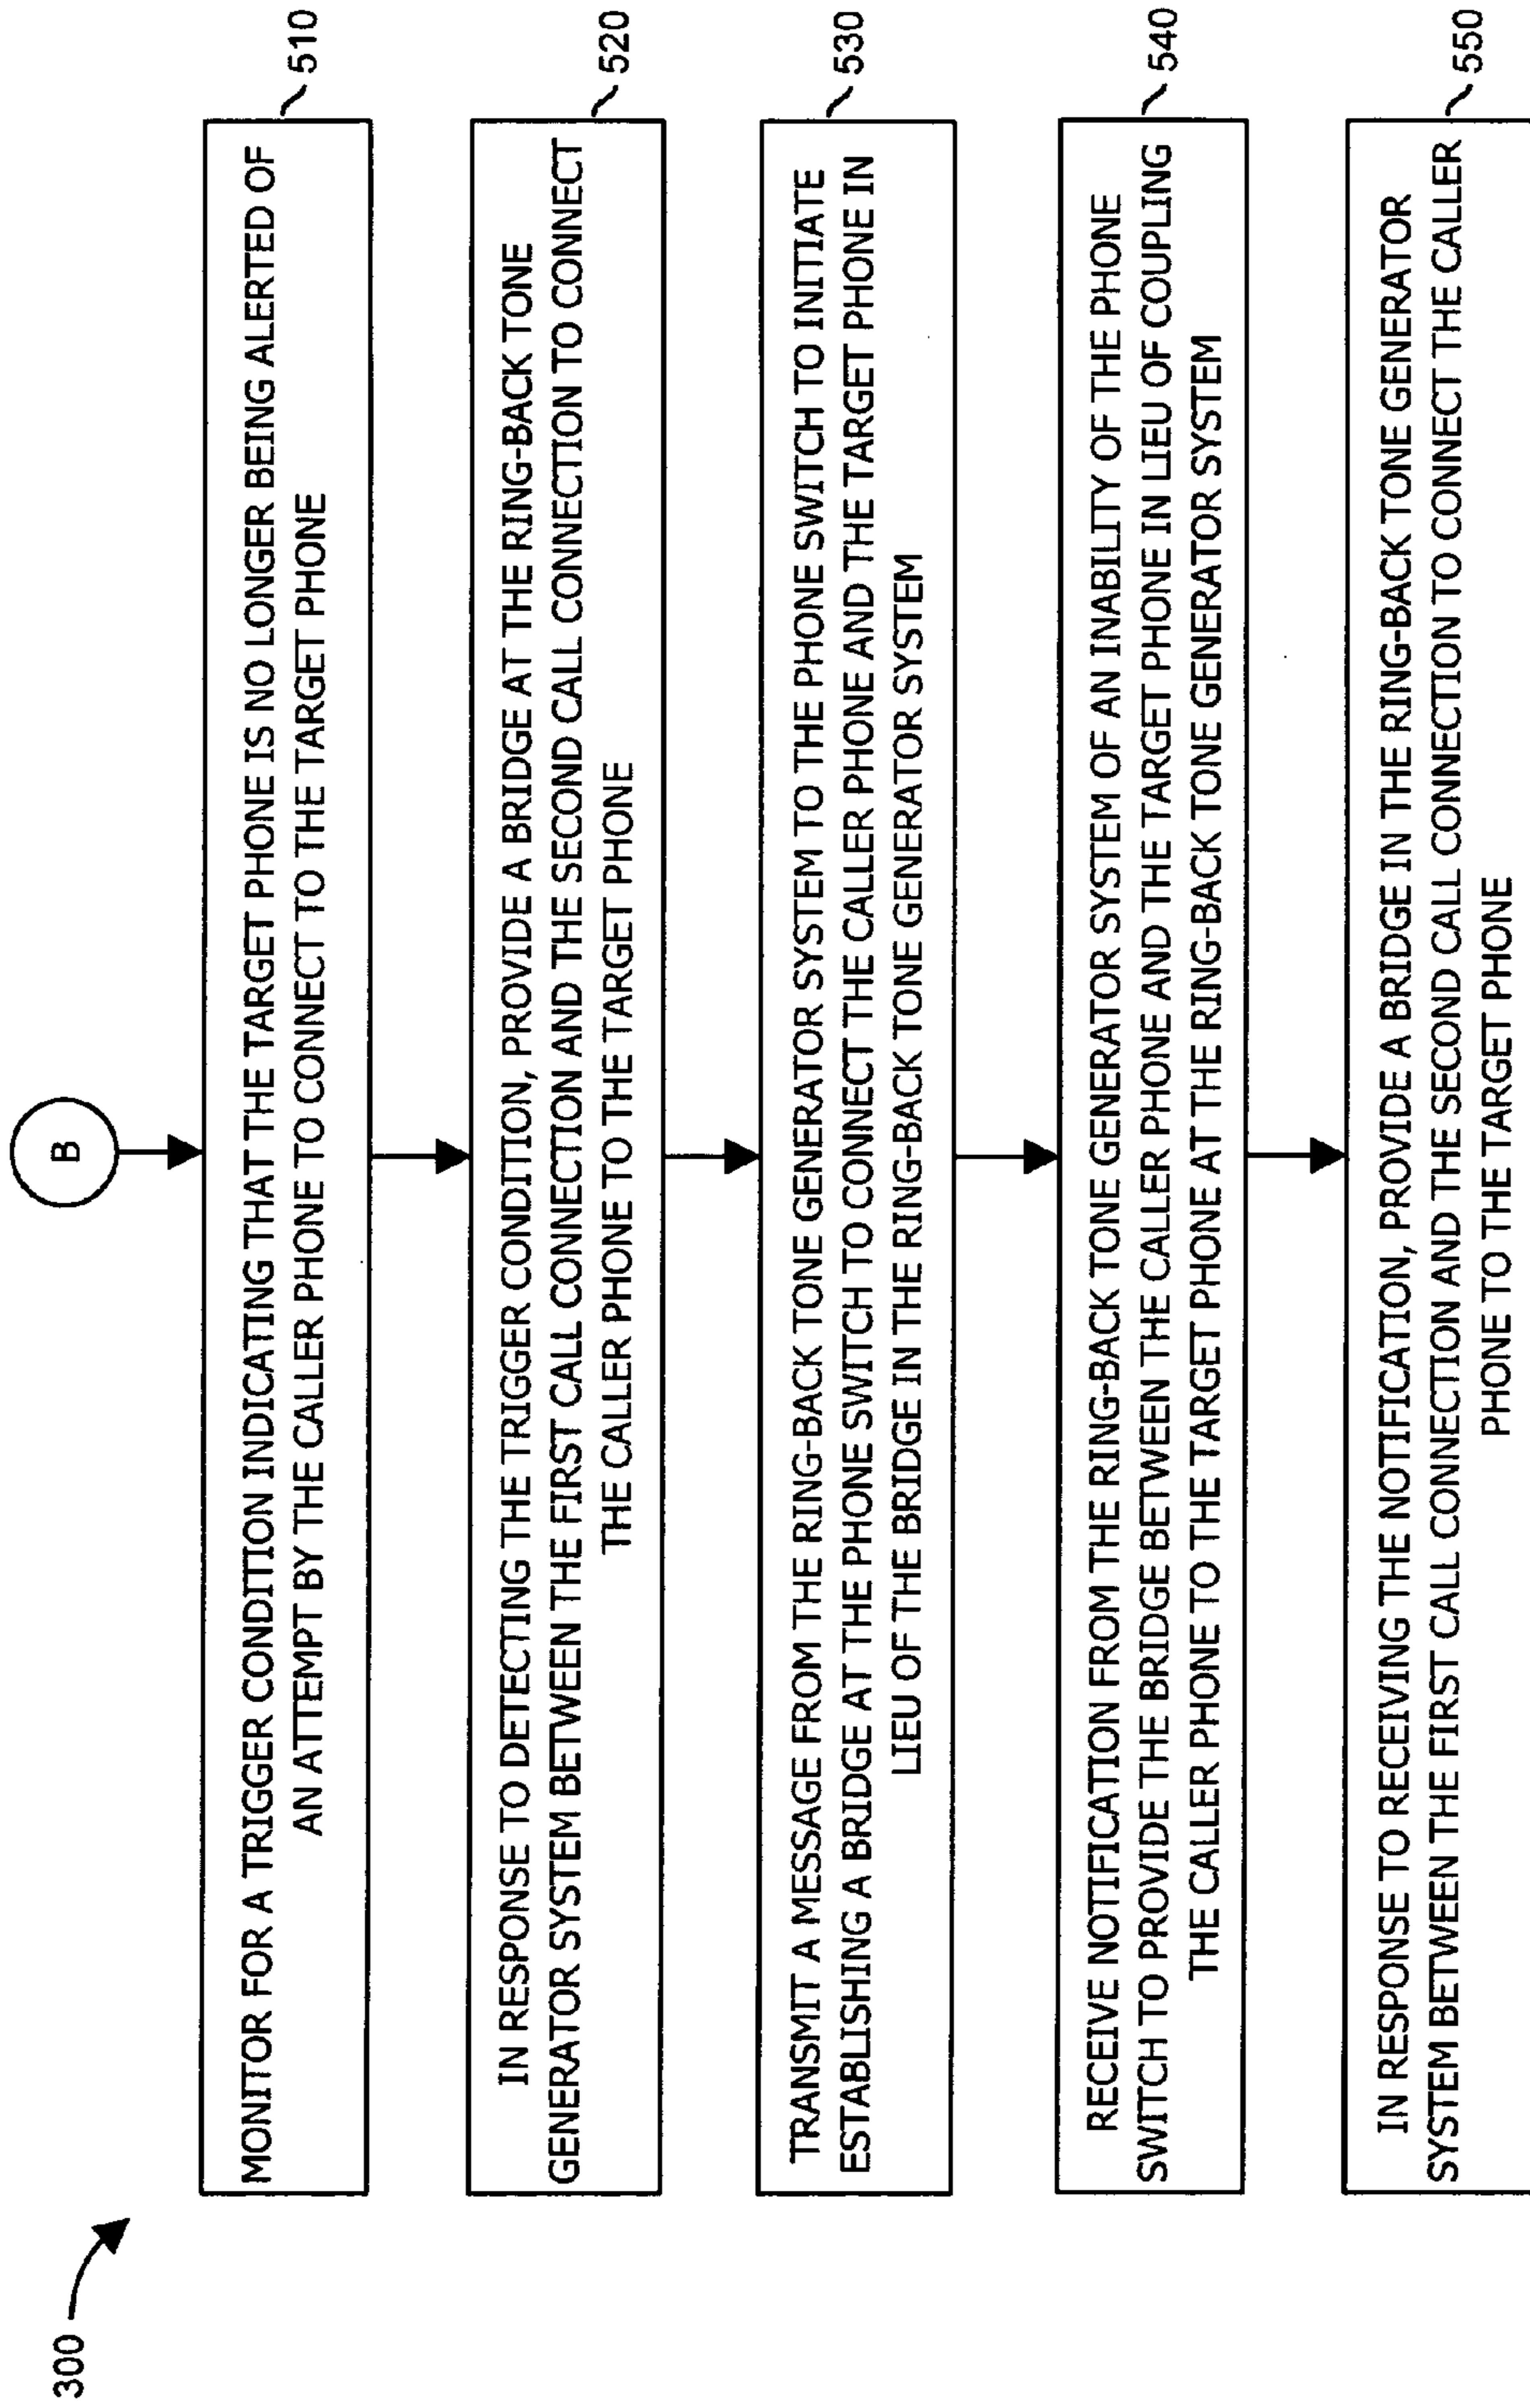 300
B
MONITOR FOR A TRIGGER CONDITION INDICATING THAT THE TARGET PHONE IS NO LONGER BEING ALERTED OF
AN ATTEMPT BY THE CALLER PHONE TO CONNECT TO THE TARGET PHONE
510
IN RESPONSE TO DETECTING THE TRIGGER CONDITION, PROVIDE A BRIDGE AT THE RING-BACK TONE
GENERATOR SYSTEM BETWEEN THE FIRST CALL CONNECTION AND THE SECOND CALL CONNECTION TO CONNECT
THE CALLER PHONE TO THE TARGET PHONE
520
TRANSMIT A MESSAGE FROM THE RING-BACK TONE GENERATOR SYSTEM TO THE PHONE SWITCH TO INITIATE
ESTABLISHING A BRIDGE AT THE PHONE SWITCH TO CONNECT THE CALLER PHONE AND THE TARGET PHONE IN
LIEU OF THE BRIDGE IN THE RING-BACK TONE GENERATOR SYSTEM
530
RECEIVE NOTIFICATION FROM THE RING-BACK TONE GENERATOR SYSTEM OF AN INABILITY OF THE PHONE
SWITCH TO PROVIDE THE BRIDGE BETWEEN THE CALLER PHONE AND THE TARGET PHONE IN LIEU OF COUPLING
THE CALLER PHONE TO THE TARGET PHONE AT THE RING-BACK TONE GENERATOR SYSTEM
540
IN RESPONSE TO RECEIVING THE NOTIFICATION, PROVIDE A BRIDGE IN THE RING-BACK TONE GENERATOR
SYSTEM BETWEEN THE FIRST CALL CONNECTION AND THE SECOND CALL CONNECTION TO CONNECT THE CALLER
PHONE TO THE TARGET PHONE
550